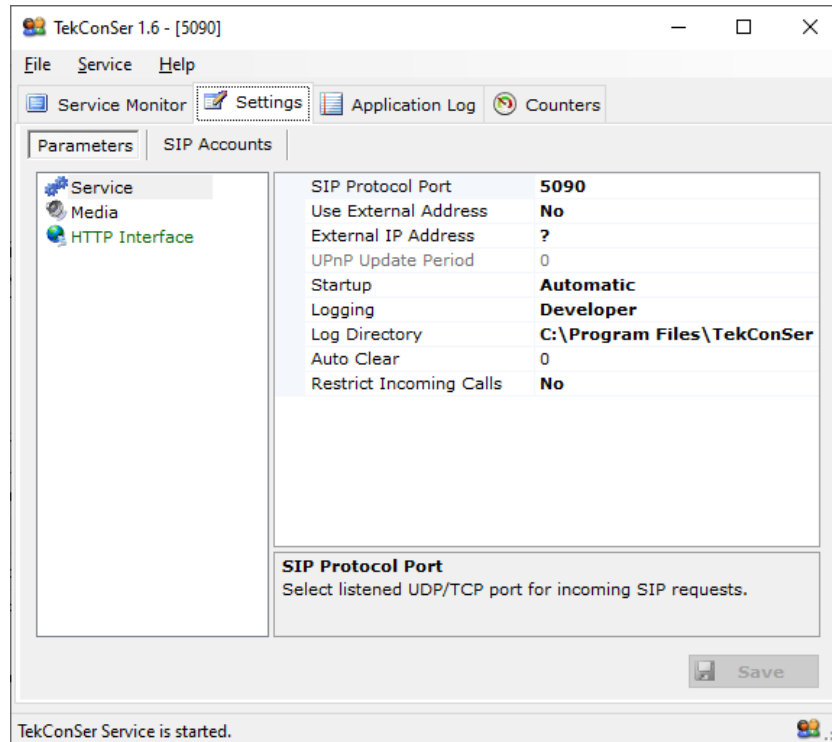 TekConSer 1.6 - [5090]
File Service Help
Service Monitor Settings Application Log Counters
Parameters SIP Accounts
Service
Media
HTTP Interface
SIP Protocol Port 5090
Use External Address No
External IP Address ?
UPnP Update Period 0
Startup Automatic
Logging Developer
Log Directory C:\Program Files\TekConSer
Auto Clear 0
Restrict Incoming Calls No
SIP Protocol Port
Select listened UDP/TCP port for incoming SIP requests.
Save
TekConSer Service is started.